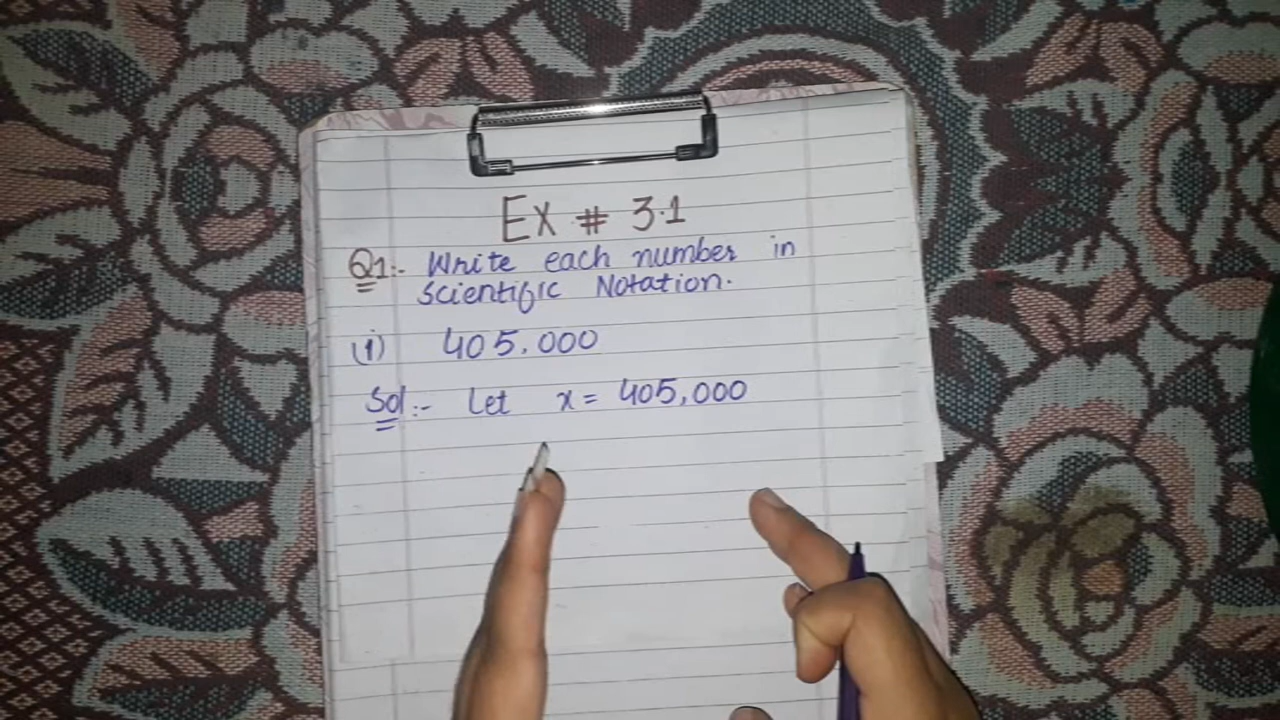 Ex # 3.1
Q1:- Write each number in
Scientific Notation.
(i) 405,000
Sol:- Let x = 405,000